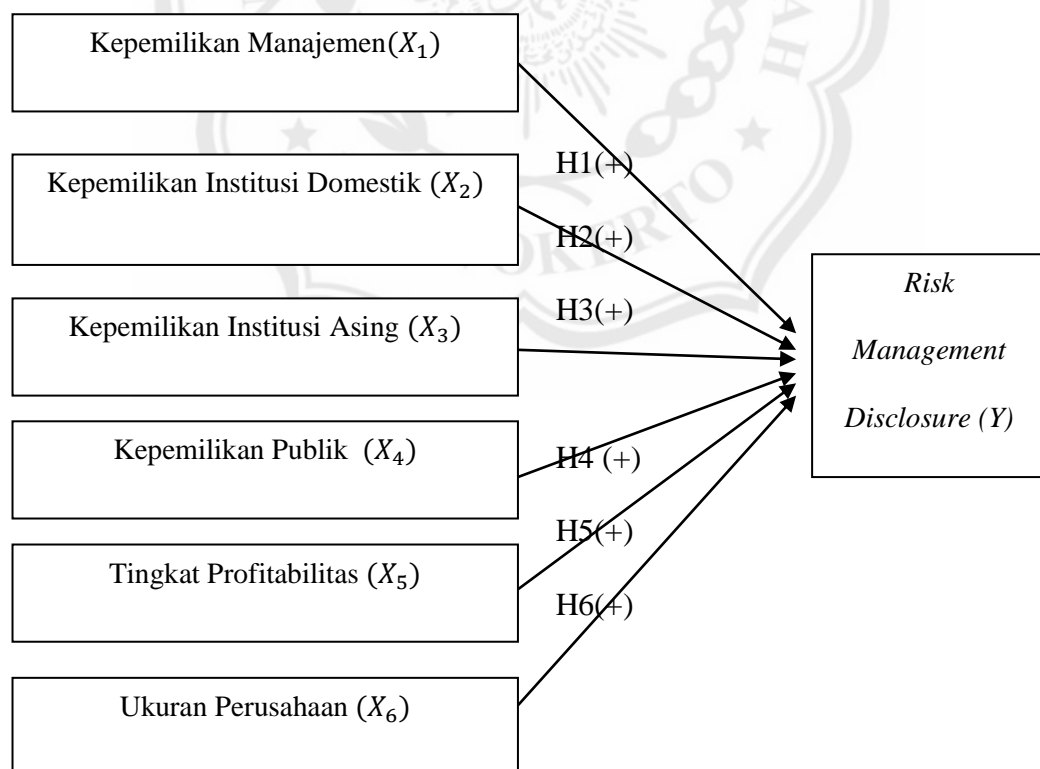 Kepemilikan Manajemen(X₁)
Kepemilikan Institusi Domestik (X₂)
Kepemilikan Institusi Asing (X₃)
Kepemilikan Publik (X₄)
Tingkat Profitabilitas (X₅)
Ukuran Perusahaan (X₆)
H1(+)
H2(+)
H3(+)
H4 (+)
H5(+)
H6(+)
Risk
Management
Disclosure (Y)